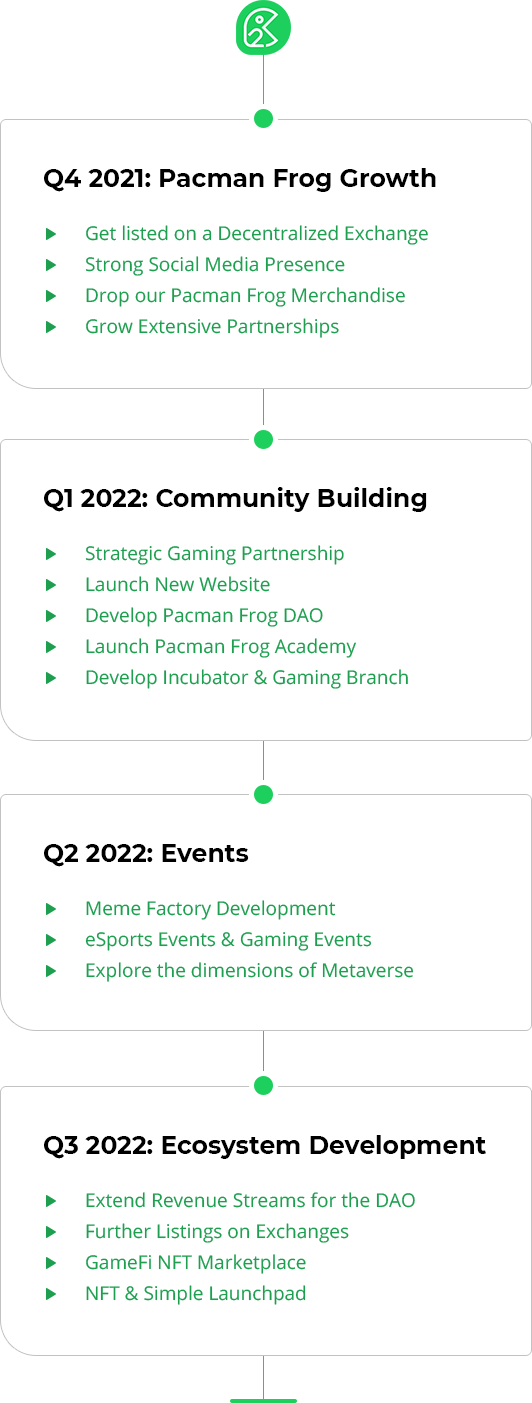 Q4 2021: Pacman Frog Growth
Get listed on a Decentralized Exchange
Strong Social Media Presence
Drop our Pacman Frog Merchandise
Grow Extensive Partnerships
Q1 2022: Community Building
Strategic Gaming Partnership
Launch New Website
Develop Pacman Frog DAO
Launch Pacman Frog Academy
Develop Incubator & Gaming Branch
Q2 2022: Events
Meme Factory Development
eSports Events & Gaming Events
Explore the dimensions of Metaverse
Q3 2022: Ecosystem Development
Extend Revenue Streams for the DAO
Further Listings on Exchanges
GameFi NFT Marketplace
NFT & Simple Launchpad